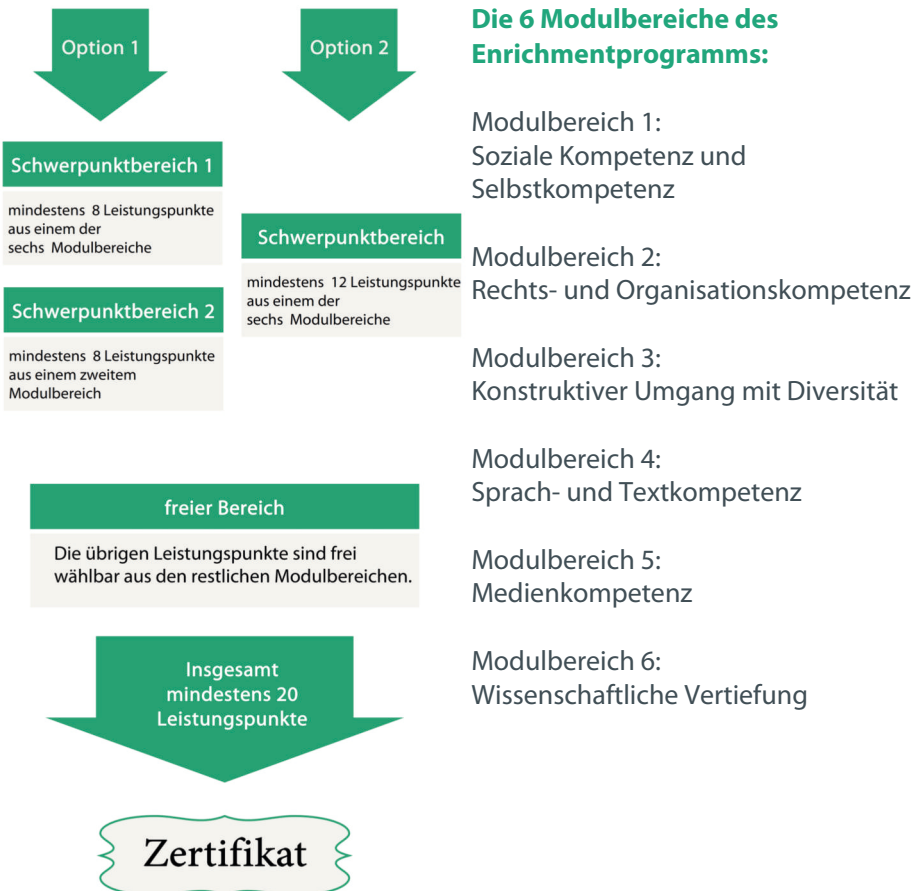 Option 1
Option 2
Schwerpunktbereich 1
mindestens 8 Leistungspunkte
aus einem der
sechs Modulbereiche
Schwerpunktbereich 2
mindestens 8 Leistungspunkte
aus einem zweitem
Modulbereich
Schwerpunktbereich
mindestens 12 Leistungspunkte
aus einem der
sechs Modulbereiche
freier Bereich
Die übrigen Leistungspunkte sind frei
wählbar aus den restlichen Modulbereichen.
Insgesamt
mindestens 20
Leistungspunkte
Zertifikat
Die 6 Modulbereiche des
Enrichmentprogramms:
Modulbereich 1:
Soziale Kompetenz und
Selbstkompetenz
Modulbereich 2:
Rechts- und Organisationskompetenz
Modulbereich 3:
Konstruktiver Umgang mit Diversität
Modulbereich 4:
Sprach- und Textkompetenz
Modulbereich 5:
Medienkompetenz
Modulbereich 6:
Wissenschaftliche Vertiefung